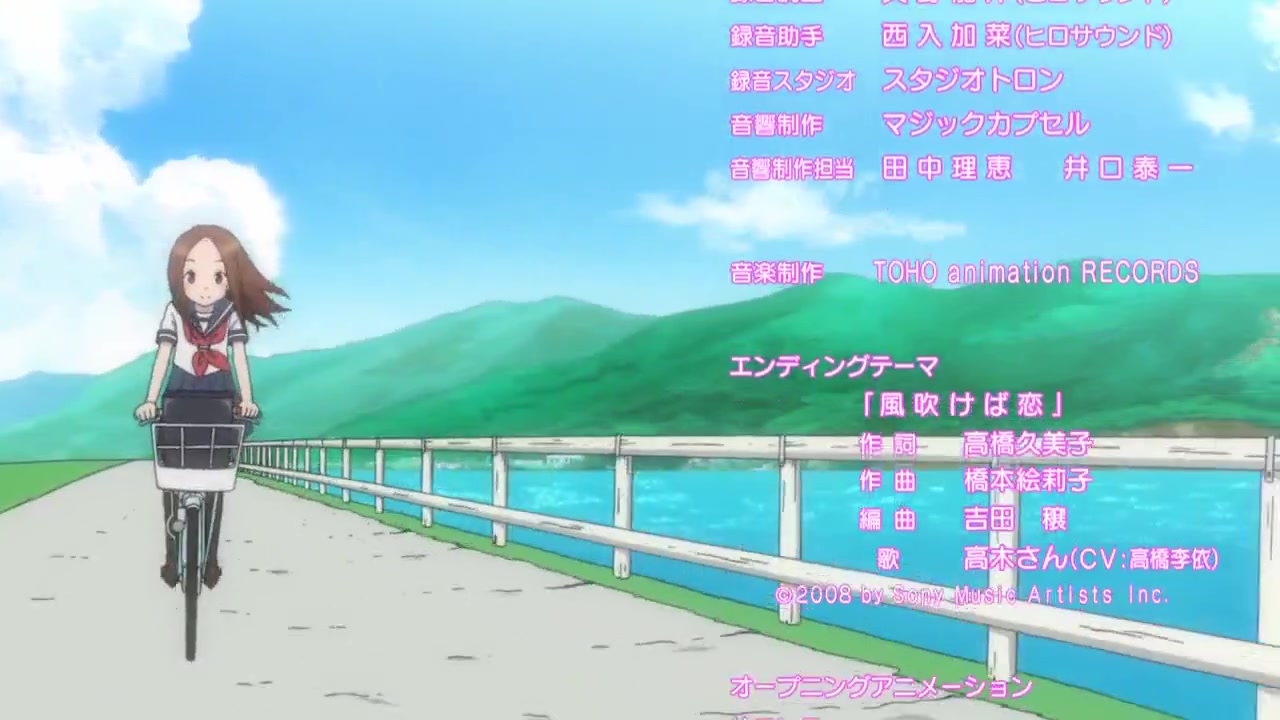 録音助手 西入加菜(ヒロサウンド)
録音スタジオ スタジオトロン
音響制作 マジックカプセル
音響制作担当 田中理恵 井口泰一
音楽制作 TOHO animation RECORDS
エンディングテーマ
「風吹けば恋」
作詞 高橋久美子
作曲 橋本絵莉子
編曲 吉田 穣
歌 高木さん(CV:高橋李依)
©2008 by Sony Music Artists Inc.
オープニングアニメーション